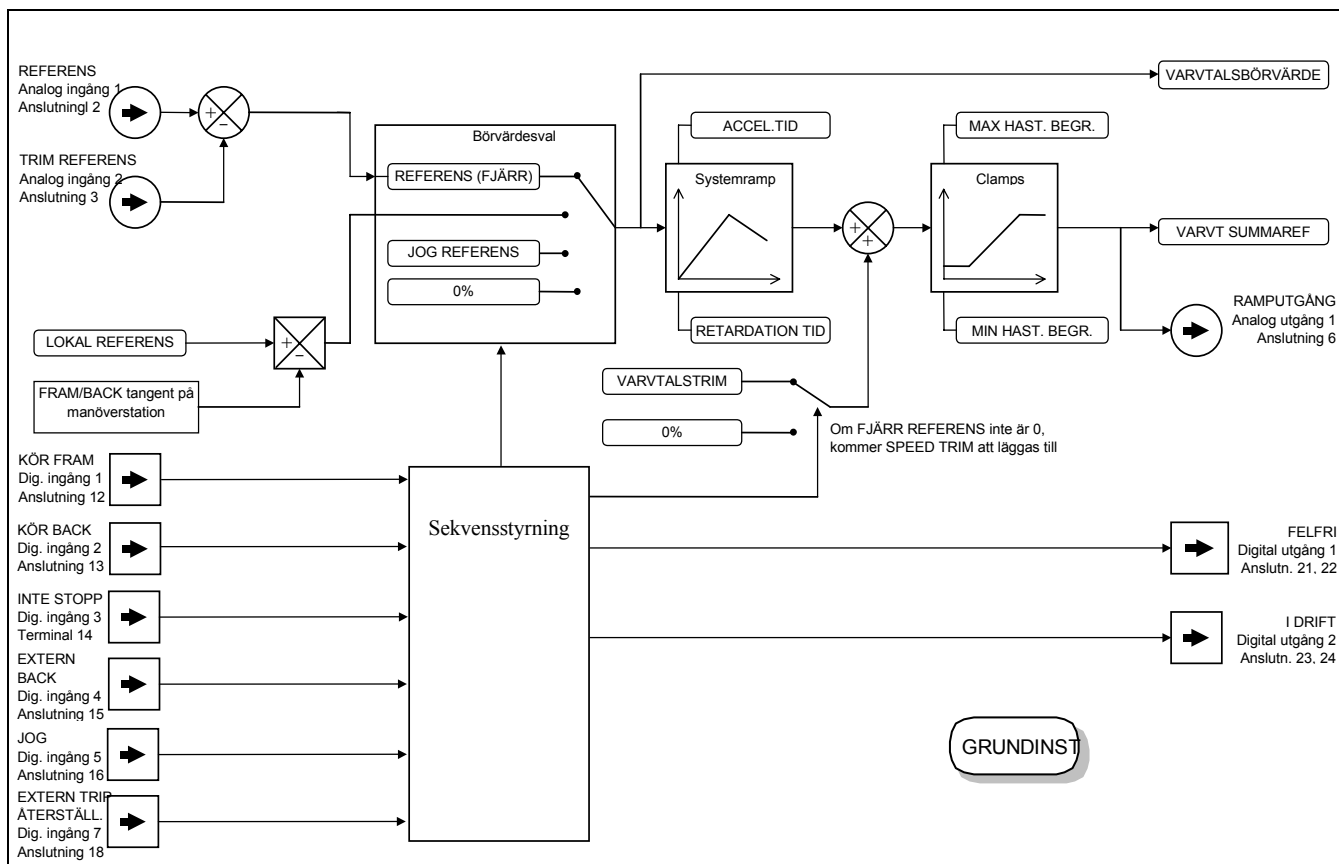 REFERENS
Analog ingång 1
Anslutningl 2
+
−
TRIM REFERENS
Analog ingång 2
Anslutning 3
Börvärdesval
REFERENS (FJÄRR)
JOG REFERENS
0%
ACCEL.TID
Systemramp
RETARDATION TID
+
+
MAX HAST. BEGR.
Clamps
MIN HAST. BEGR.
VARVTALSBÖRVÄRDE
VARVT SUMMAREF
RAMPUTGÅNG
Analog utgång 1
Anslutning 6
LOKAL REFERENS
+
−
FRAM/BACK tangent på
manöverstation
VARVTALSTRIM
0%
Om FJÄRR REFERENS inte är 0,
kommer SPEED TRIM att läggas till
KÖR FRAM
Dig. ingång 1
Anslutning 12
KÖR BACK
Dig. ingång 2
Anslutning 13
INTE STOPP
Dig. ingång 3
Terminal 14
EXTERN
BACK
Dig. ingång 4
Anslutning 15
JOG
Dig. ingång 5
Anslutning 16
EXTERN TRIP
ÅTERSTÄLL.
Dig. ingång 7
Anslutning 18
Sekvensstyrning
FELFRI
Digital utgång 1
Anslutn. 21, 22
I DRIFT
Digital utgång 2
Anslutn. 23, 24
GRUNDINST